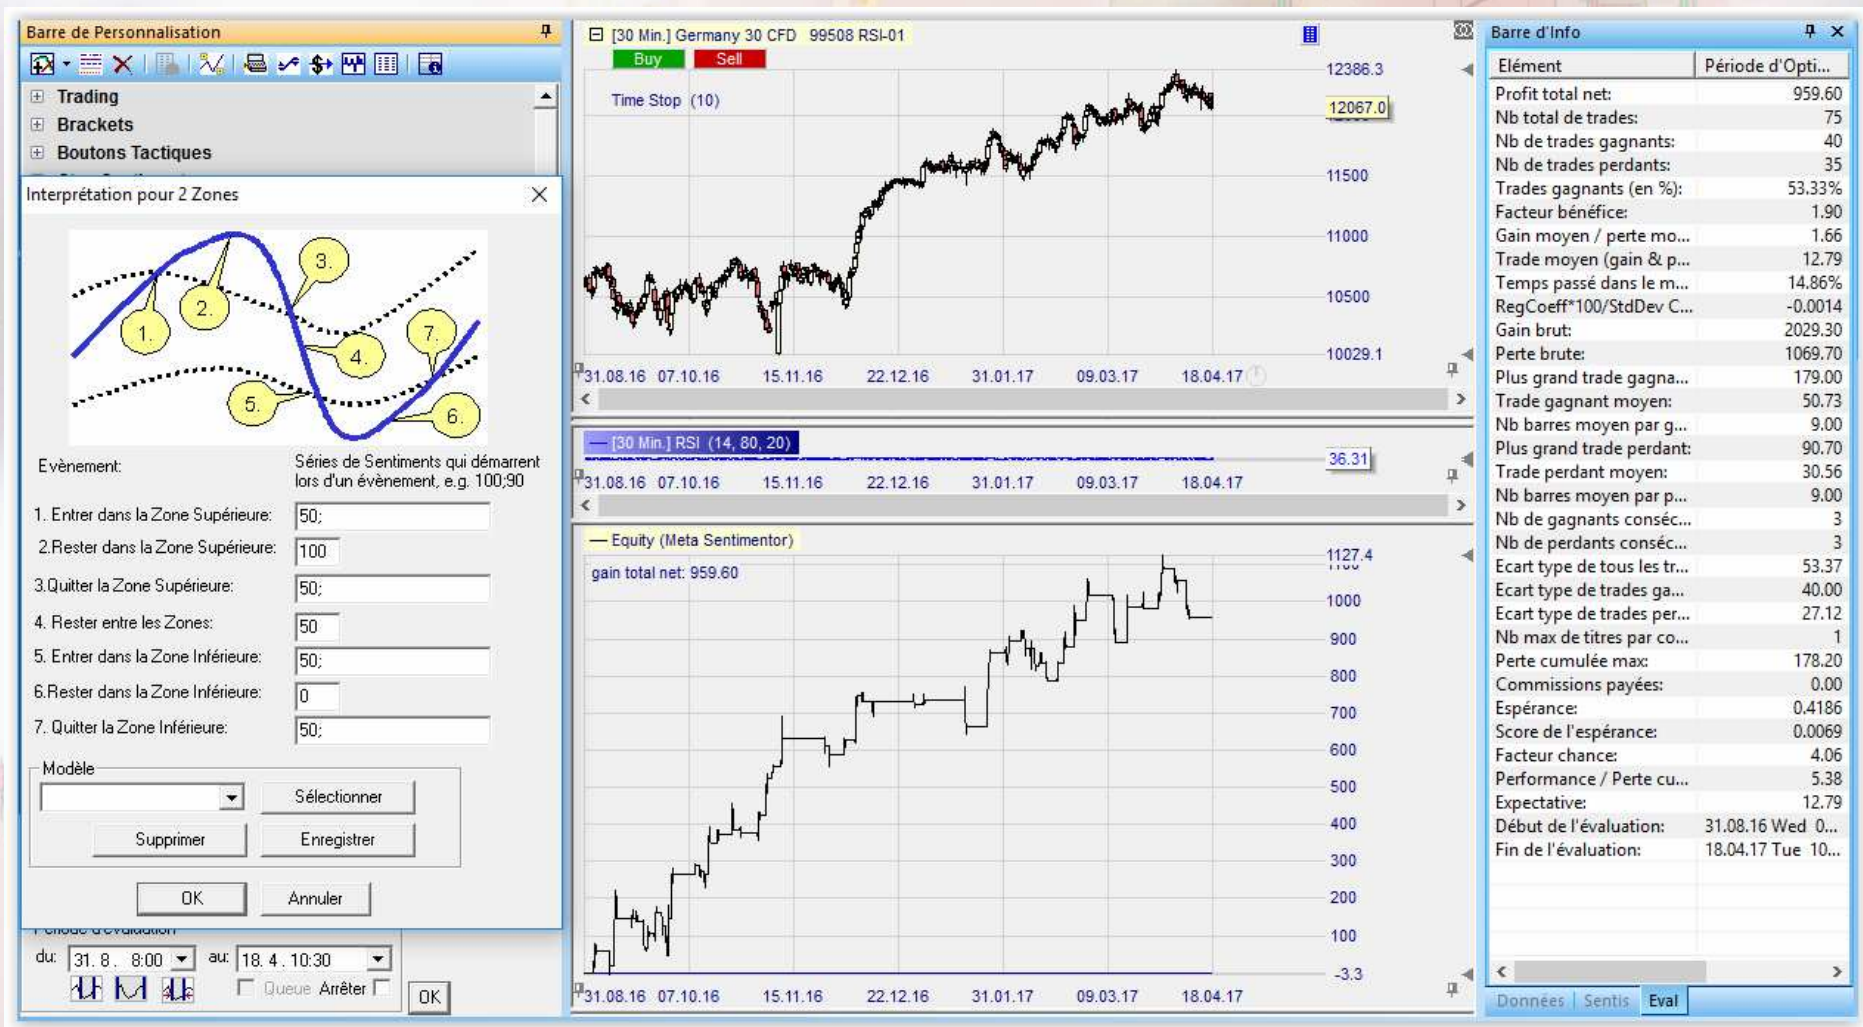 Barre de Personnalisation
Trading
Brackets
Boutons Tactiques
Interprétation pour 2 Zones
1.
2.
3.
4.
5.
6.
7.
Evènement:
Séries de Sentiments qui démarrent
lors d'un évènement, e.g. 100;90
1. Entrer dans la Zone Supérieure: 50;
2.Rester dans la Zone Supérieure: 100
3.Quitter la Zone Supérieure: 50;
4. Rester entre les Zones: 50
5. Entrer dans la Zone Inférieure: 50;
6.Rester dans la Zone Inférieure: 0
7. Quitter la Zone Inférieure: 50;
Modèle
Sélectionner
Supprimer Enregistrer
OK Annuler
du: 31. 8 . 8:00 au: 18. 4 . 10:30
Queue Arrêter OK
[30 Min.] Germany 30 CFD 99508 RSI-01
Buy Sell
Time Stop (10)
12386.3
12067.0
11500
11000
10500
10029.1
31.08.16 07.10.16 15.11.16 22.12.16 31.01.17 09.03.17 18.04.17
[30 Min.] RSI (14, 80, 20)
36.31
31.08.16 07.10.16 15.11.16 22.12.16 31.01.17 09.03.17 18.04.17
Equity (Meta Sentimentor)
gain total net: 959.60
1127.4
1000
900
800
700
600
500
400
300
200
100
-3.3
31.08.16 07.10.16 15.11.16 22.12.16 31.01.17 09.03.17 18.04.17
Barre d'Info
Elément Période d'Opti...
Profit total net: 959.60
Nb total de trades: 75
Nb de trades gagnants: 40
Nb de trades perdants: 35
Trades gagnants (en %): 53.33%
Facteur bénéfice: 1.90
Gain moyen / perte mo... 1.66
Trade moyen (gain & p... 12.79
Temps passé dans le m... 14.86%
RegCoeff*100/StdDev C... -0.0014
Gain brut: 2029.30
Perte brute: 1069.70
Plus grand trade gagna... 179.00
Trade gagnant moyen: 50.73
Nb barres moyen par g... 9.00
Plus grand trade perdant: 90.70
Trade perdant moyen: 30.56
Nb barres moyen par p... 9.00
Nb de gagnants conséc... 3
Nb de perdants conséc... 3
Ecart type de tous les tr... 53.37
Ecart type de trades ga... 40.00
Ecart type de trades per... 27.12
Nb max de titres par co... 1
Perte cumulée max: 178.20
Commissions payées: 0.00
Espérance: 0.4186
Score de l'espérance: 0.0069
Facteur chance: 4.06
Performance / Perte cu... 5.38
Expectative: 12.79
Début de l'évaluation: 31.08.16 Wed 0...
Fin de l'évaluation: 18.04.17 Tue 10...
Données Sentis Eval